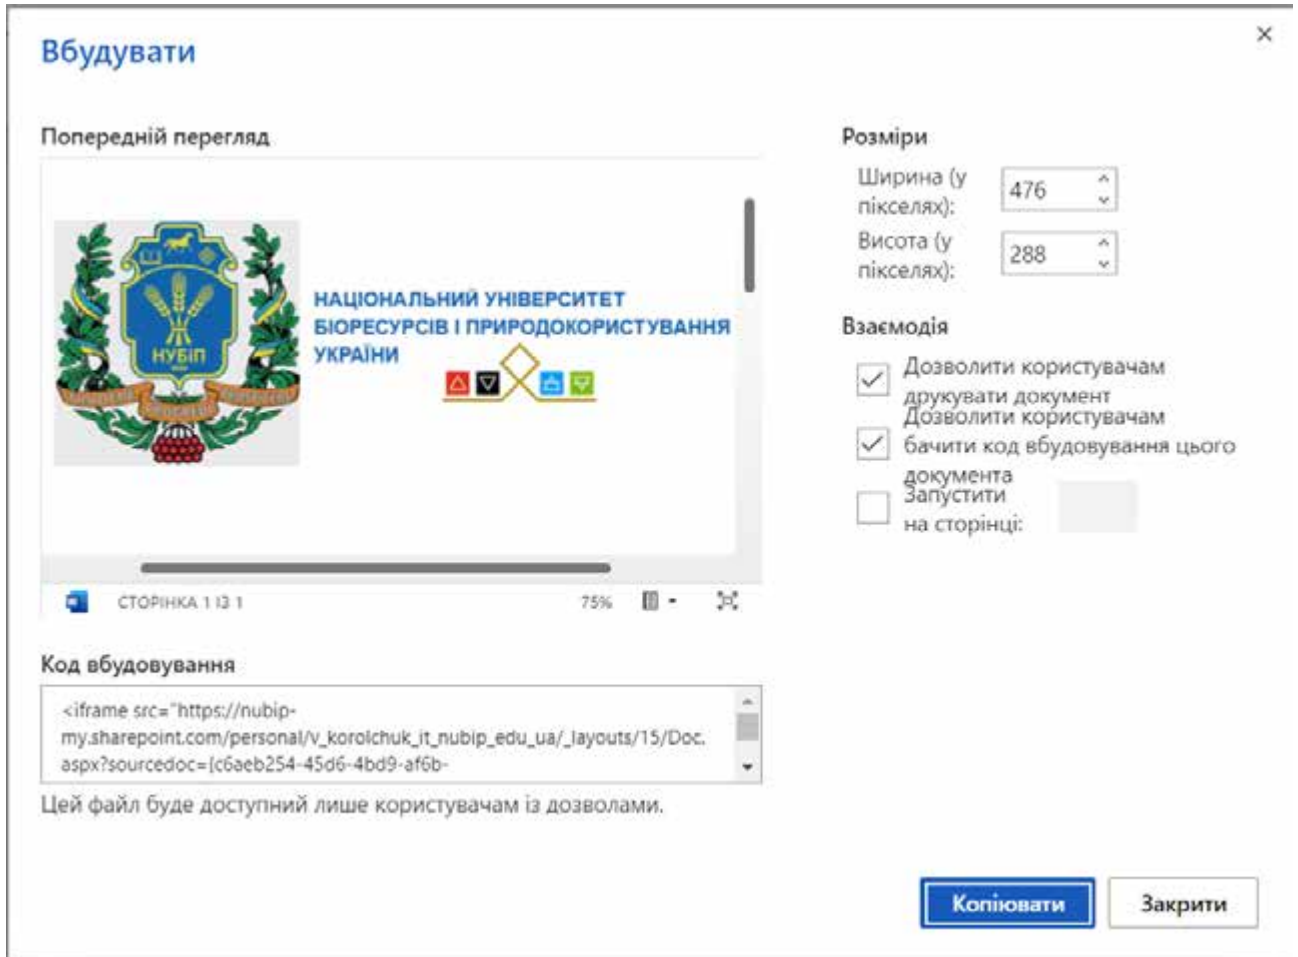 Вбудувати
Попередній перегляд
НУБІП
НАЦІОНАЛЬНИЙ УНІВЕРСИТЕТ
БІОРЕСУРСІВ І ПРИРОДОКОРИСТУВАННЯ
УКРАЇНИ
СТОРІНКА 1 ІЗ 1
75%
Код вбудовування
<iframe src="https://nubip-
my.sharepoint.com/personal/v_korolchuk_it_nubip_edu_ua/_layouts/15/Doc.
aspx?sourcedoc={c6aeb254-45d6-4bd9-af6b-
Цей файл буде доступний лише користувачам із дозволами.
Розміри
Ширина (у
пікселях):
476
Висота (у
пікселях):
288
Взаємодія
Дозволити користувачам
друкувати документ
Дозволити користувачам
бачити код вбудовування цього
документа
Запустити
на сторінці:
Копіювати
Закрити